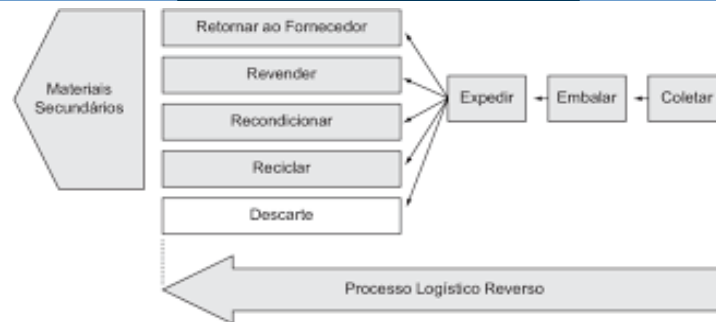 Retornar ao Fornecedor
Revender
Recondicionar
Reciclar
Descarte
Materiais
Secundários
Expedir
Embalar
Coletar
Processo Logístico Reverso